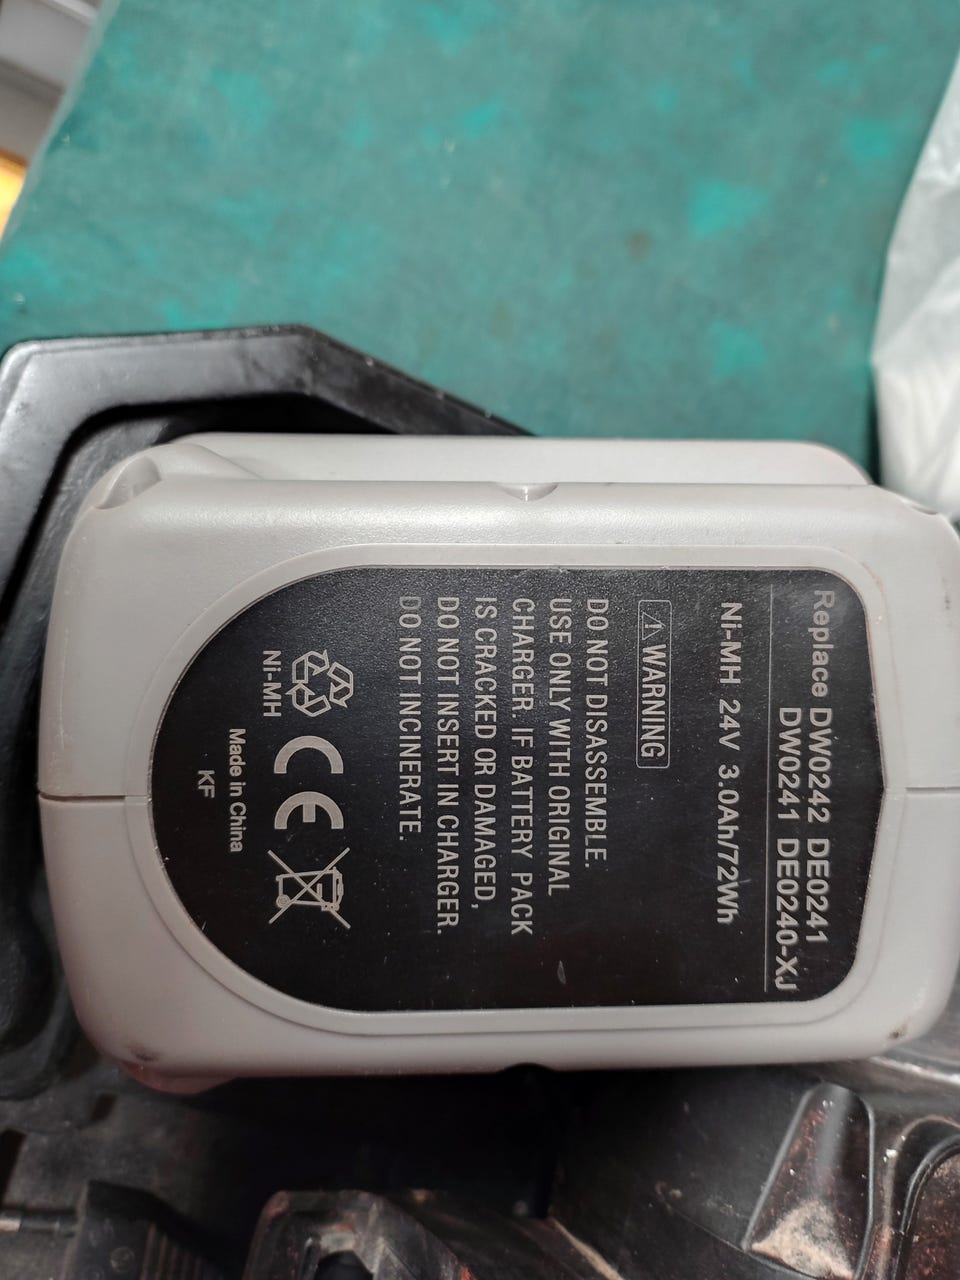 Replace DW0242 DE0241
DW0241 DE0240-XJ
Ni-MH 24V 3.0Ah/72Wh
WARNING
DO NOT DISASSEMBLE.
USE ONLY WITH ORIGINAL
CHARGER. IF BATTERY PACK
IS CRACKED OR DAMAGED,
DO NOT INSERT IN CHARGER.
DO NOT INCINERATE.
CE
Ni-MH
Made in China
KF